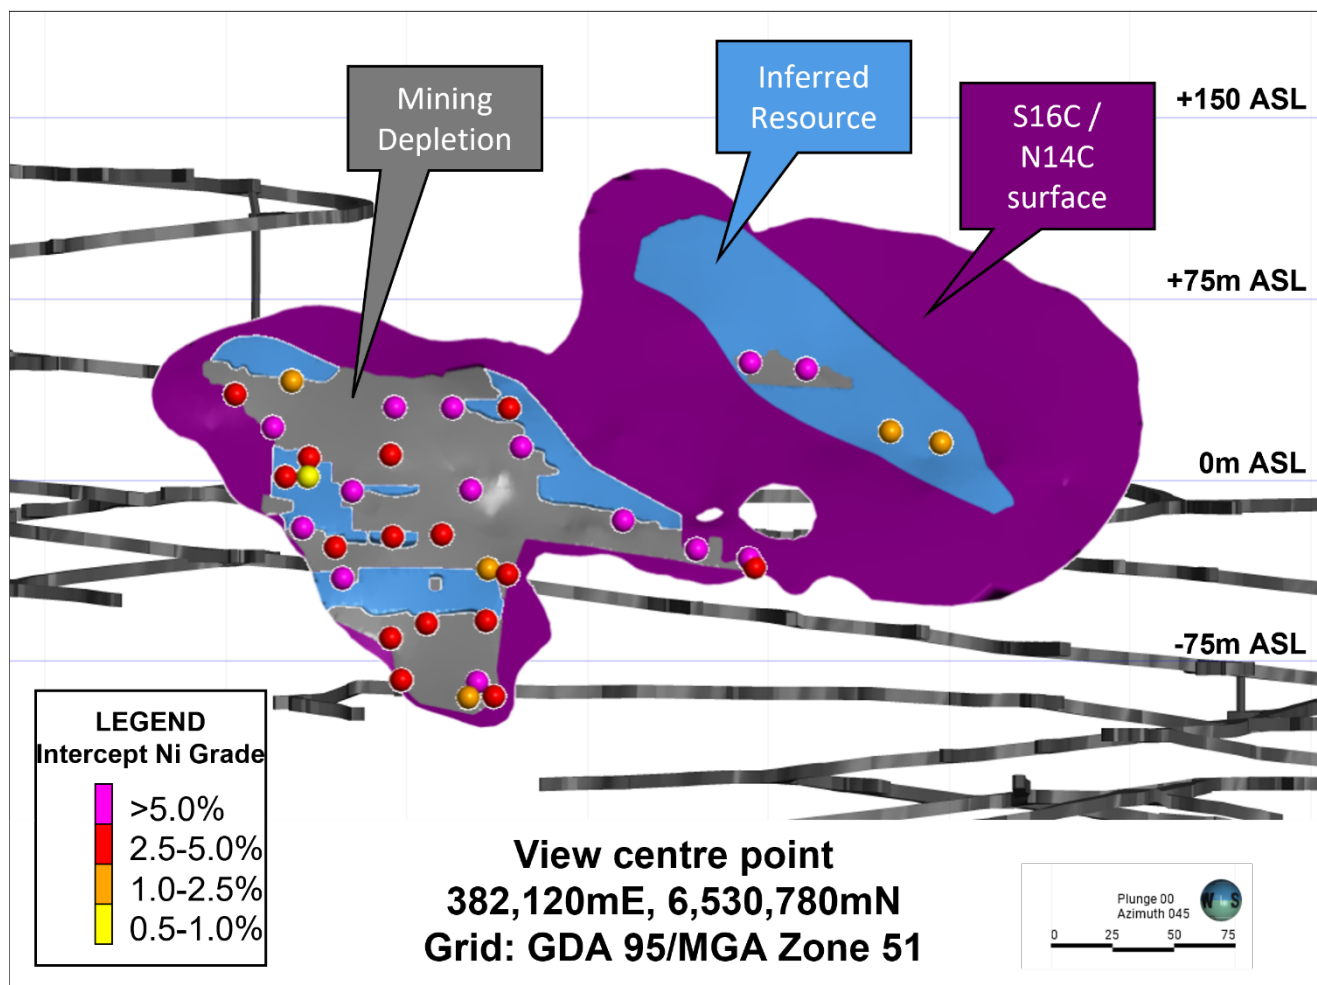 Mining
Depletion
Inferred
Resource
S16C /
N14C
surface
+150 ASL
+75m ASL
0m ASL
-75m ASL
LEGEND
Intercept Ni Grade
>5.0%
2.5-5.0%
1.0-2.5%
0.5-1.0%
View centre point
382,120mE, 6,530,780mN
Grid: GDA 95/MGA Zone 51
Plunge 00
Azimuth 045
W S
0 25 50 75